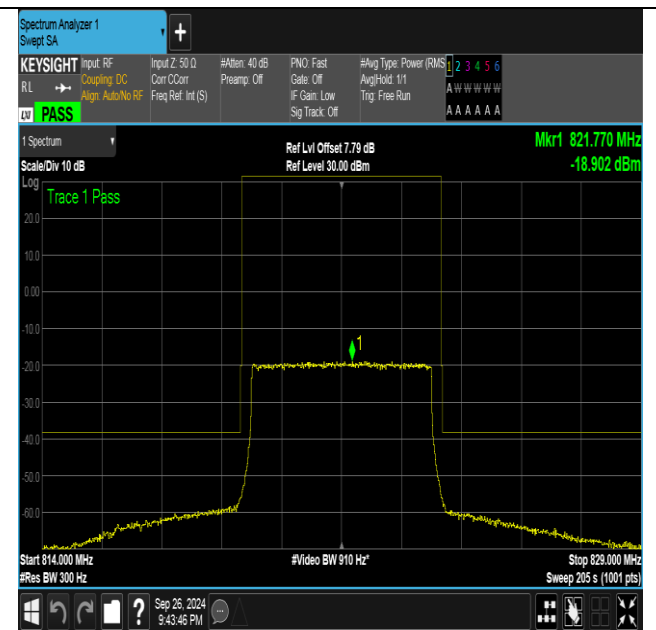 Spectrum Analyzer 1
Swept SA
+
KEYSIGHT
RL
LXI PASS
Input: RF
Coupling: DC
Align: Auto/No RF
Input Z: 50 Ω
Corr CCorr
Freq Ref: Int (S)
#Atten: 40 dB
Preamp: Off
PNO: Fast
Gate: Off
IF Gain: Low
Sig Track: Off
#Avg Type: Power (RMS
Avg|Hold: 1/1
Trig: Free Run
1 2 3 4 5 6
A W W W W W
A A A A A A
1 Spectrum
Scale/Div 10 dB
Ref Lvl Offset 7.79 dB
Ref Level 30.00 dBm
Mkr1 821.770 MHz
-18.902 dBm
Log
Trace 1 Pass
20.0
10.0
0.00
-10.0
1
-20.0
-30.0
-40.0
-50.0
-60.0
Start 814.000 MHz
#Video BW 910 Hz*
Stop 829.000 MHz
#Res BW 300 Hz
Sweep 205 s (1001 pts)
?
Sep 26, 2024
9:43:46 PM